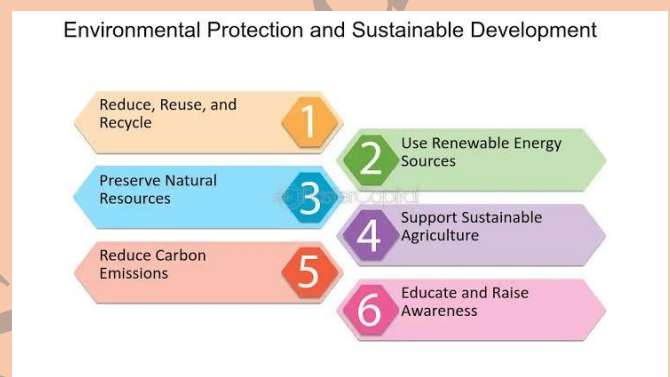 Environmental Protection and Sustainable Development
Reduce, Reuse, and
Recycle
1
2
Use Renewable Energy
Sources
Preserve Natural
Resources
3
4
Support Sustainable
Agriculture
Reduce Carbon
Emissions
5
6
Educate and Raise
Awareness